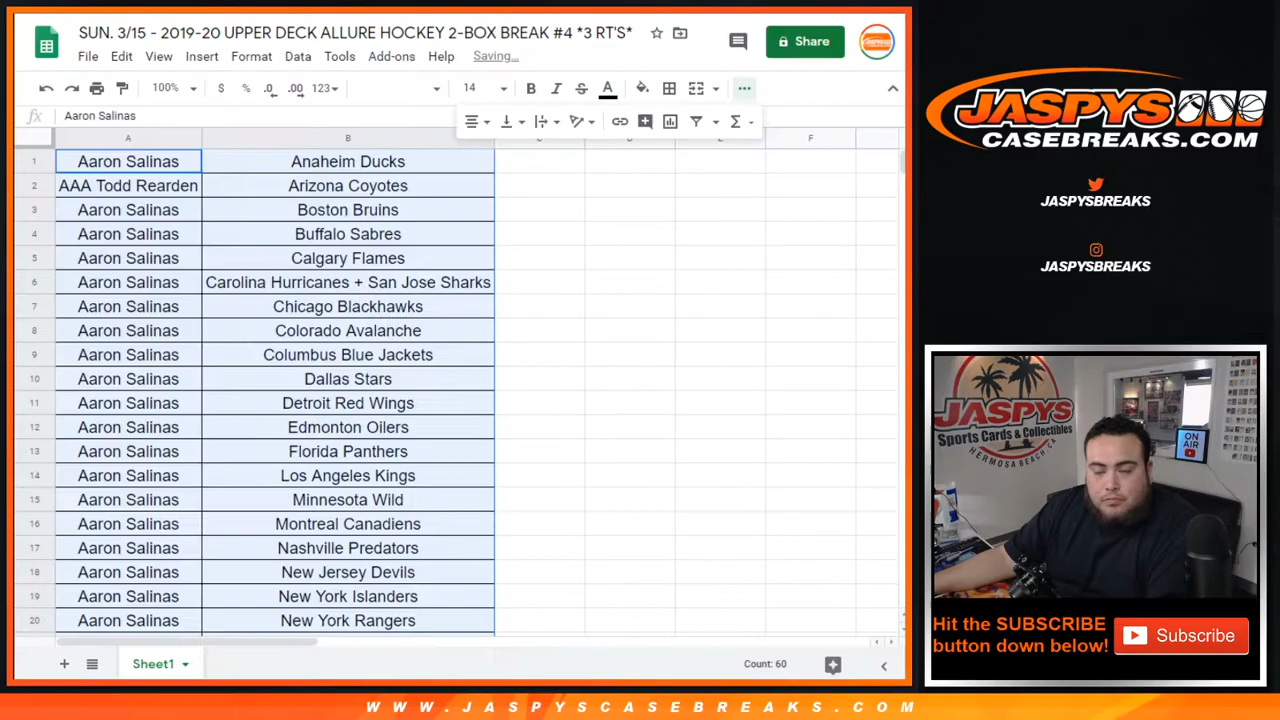 SUN. 3/15 - 2019-20 UPPER DECK ALLURE HOCKEY 2-BOX BREAK #4 *3 RT'S*
File Edit View Insert Format Data Tools Add-ons Help Saving...
Share
100% $ % .0 .00 123 14 B I S A
fx Aaron Salinas
A B C D E F
1 Aaron Salinas Anaheim Ducks
2 AAA Todd Rearden Arizona Coyotes
3 Aaron Salinas Boston Bruins
4 Aaron Salinas Buffalo Sabres
5 Aaron Salinas Calgary Flames
6 Aaron Salinas Carolina Hurricanes + San Jose Sharks
7 Aaron Salinas Chicago Blackhawks
8 Aaron Salinas Colorado Avalanche
9 Aaron Salinas Columbus Blue Jackets
10 Aaron Salinas Dallas Stars
11 Aaron Salinas Detroit Red Wings
12 Aaron Salinas Edmonton Oilers
13 Aaron Salinas Florida Panthers
14 Aaron Salinas Los Angeles Kings
15 Aaron Salinas Minnesota Wild
16 Aaron Salinas Montreal Canadiens
17 Aaron Salinas Nashville Predators
18 Aaron Salinas New Jersey Devils
19 Aaron Salinas New York Islanders
20 Aaron Salinas New York Rangers
Sheet1
Count: 60
JASPYS
CASEBREAKS.COM
JASPYSBREAKS
JASPYSBREAKS
JASPYS
Sports Cards & Collectibles
HERMOSA BEACH, CA
ON
AIR
Hit the SUBSCRIBE
button down below!
Subscribe
WWW.JASPYSCASEBREAKS.COM